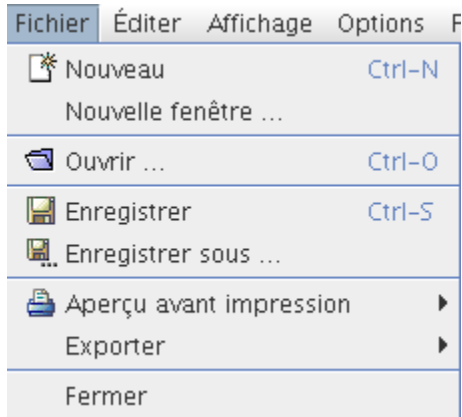 Fichier Éditer Affichage Options
Nouveau Ctrl-N
Nouvelle fenêtre ...
Ouvrir ... Ctrl-O
Enregistrer Ctrl-S
Enregistrer sous ...
Aperçu avant impression
Exporter
Fermer